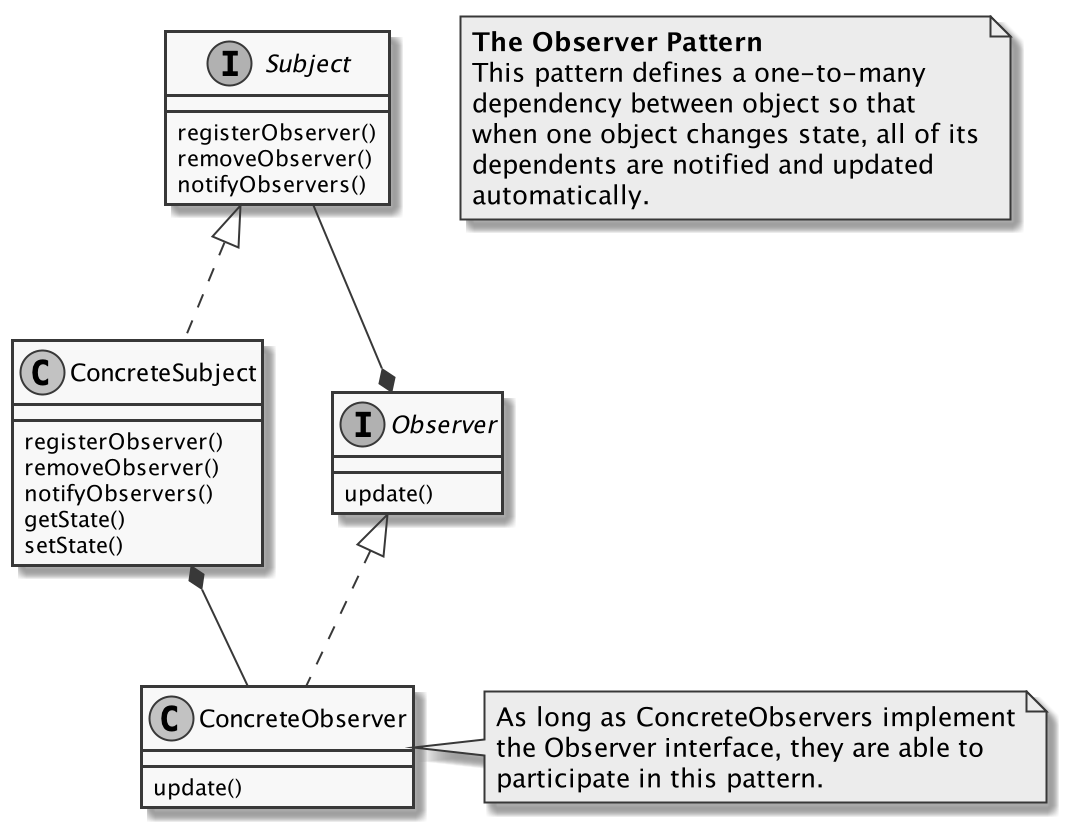 I Subject
registerObserver()
removeObserver()
notifyObservers()
The Observer Pattern
This pattern defines a one-to-many
dependency between object so that
when one object changes state, all of its
dependents are notified and updated
automatically.
C ConcreteSubject
registerObserver()
removeObserver()
notifyObservers()
getState()
setState()
I Observer
update()
C ConcreteObserver
update()
As long as ConcreteObservers implement
the Observer interface, they are able to
participate in this pattern.